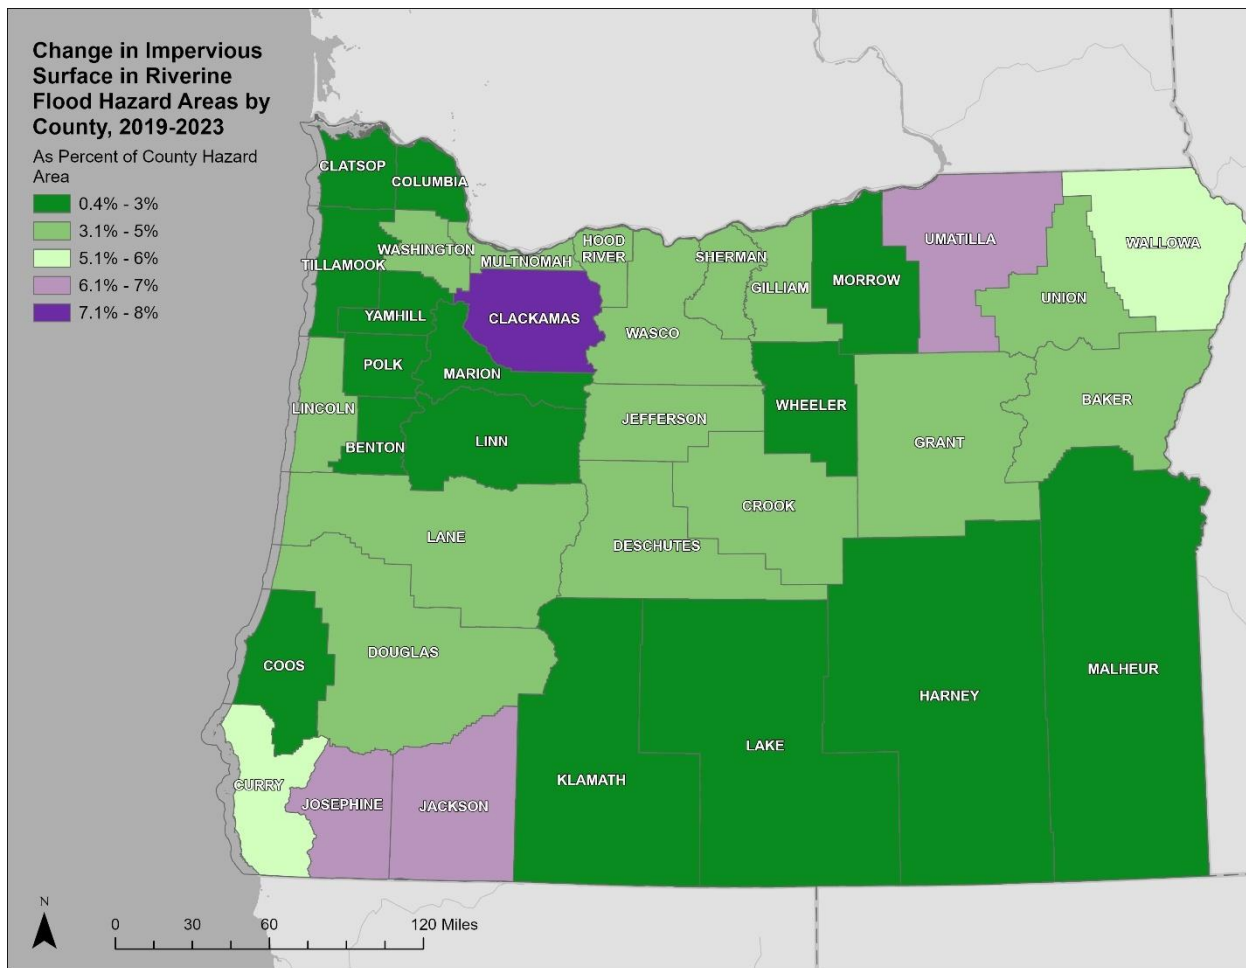 Change in Impervious
Surface in Riverine
Flood Hazard Areas by
County, 2019-2023
As Percent of County Hazard
Area
0.4% - 3%
3.1% - 5%
5.1% - 6%
6.1% - 7%
7.1% - 8%
CLATSOP
COLUMBIA
TILLAMOOK
WASHINGTON
MULTNOMAH
HOOD
RIVER
SHERMAN
GILLIAM
MORROW
UMATILLA
UNION
WALLOWA
YAMHILL
CLACKAMAS
WASCO
POLK
MARION
LINCOLN
BENTON
LINN
JEFFERSON
WHEELER
GRANT
BAKER
LANE
DESCHUTES
CROOK
COOS
DOUGLAS
CURRY
JOSEPHINE
JACKSON
KLAMATH
LAKE
HARNEY
MALHEUR
N
0 30 60 120 Miles